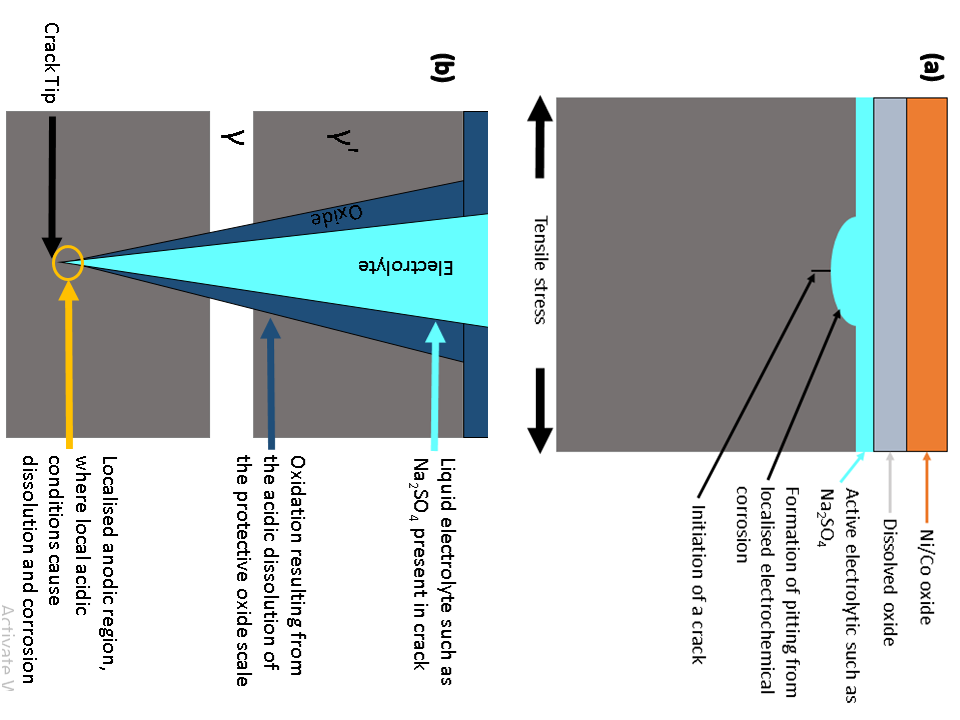 (a)
Ni/Co oxide
Dissolved oxide
Active electrolytic such as
Na₂SO₄
Formation of pitting from
localised electrochemical
corrosion
Initiation of a crack
Tensile stress
(b)
γ'
γ
Oxide
Electrolyte
Crack Tip
Liquid electrolyte such as
Na₂SO₄ present in crack
Oxidation resulting from
the acidic dissolution of
the protective oxide scale
Localised anodic region,
where local acidic
conditions cause
dissolution and corrosion